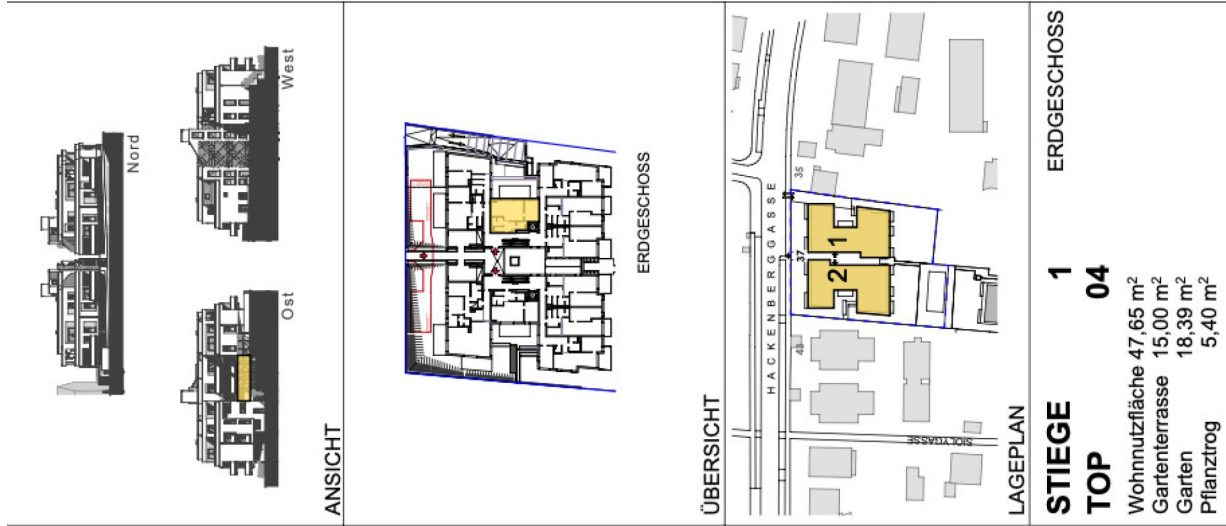 Nord
Ost
West
ANSICHT
ERDGESCHOSS
ÜBERSICHT
HACKENBERGGASSE
35
37
43
1
2
SIOLYGASSE
LAGEPLAN
STIEGE 1 ERDGESCHOSS
TOP 04
Wohnnutzfläche 47,65 m²
Gartenterrasse 15,00 m²
Garten 18,39 m²
Pflanztrog 5,40 m²